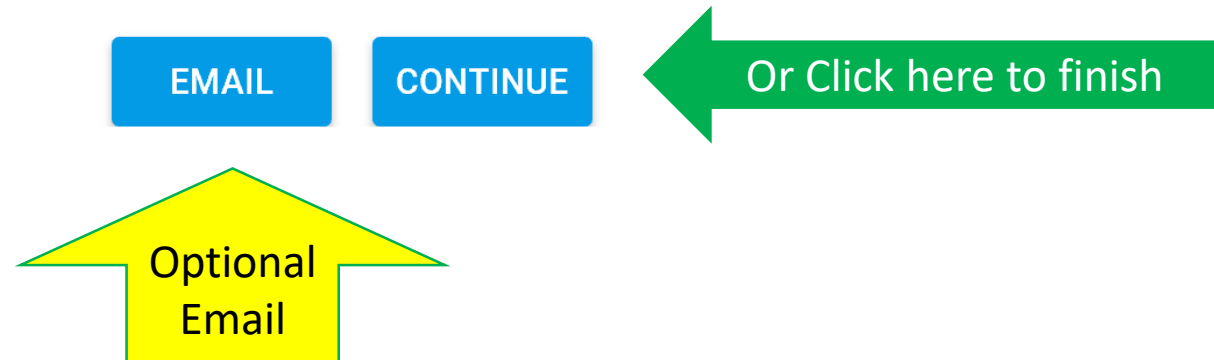 EMAIL
CONTINUE
Or Click here to finish
Optional
Email